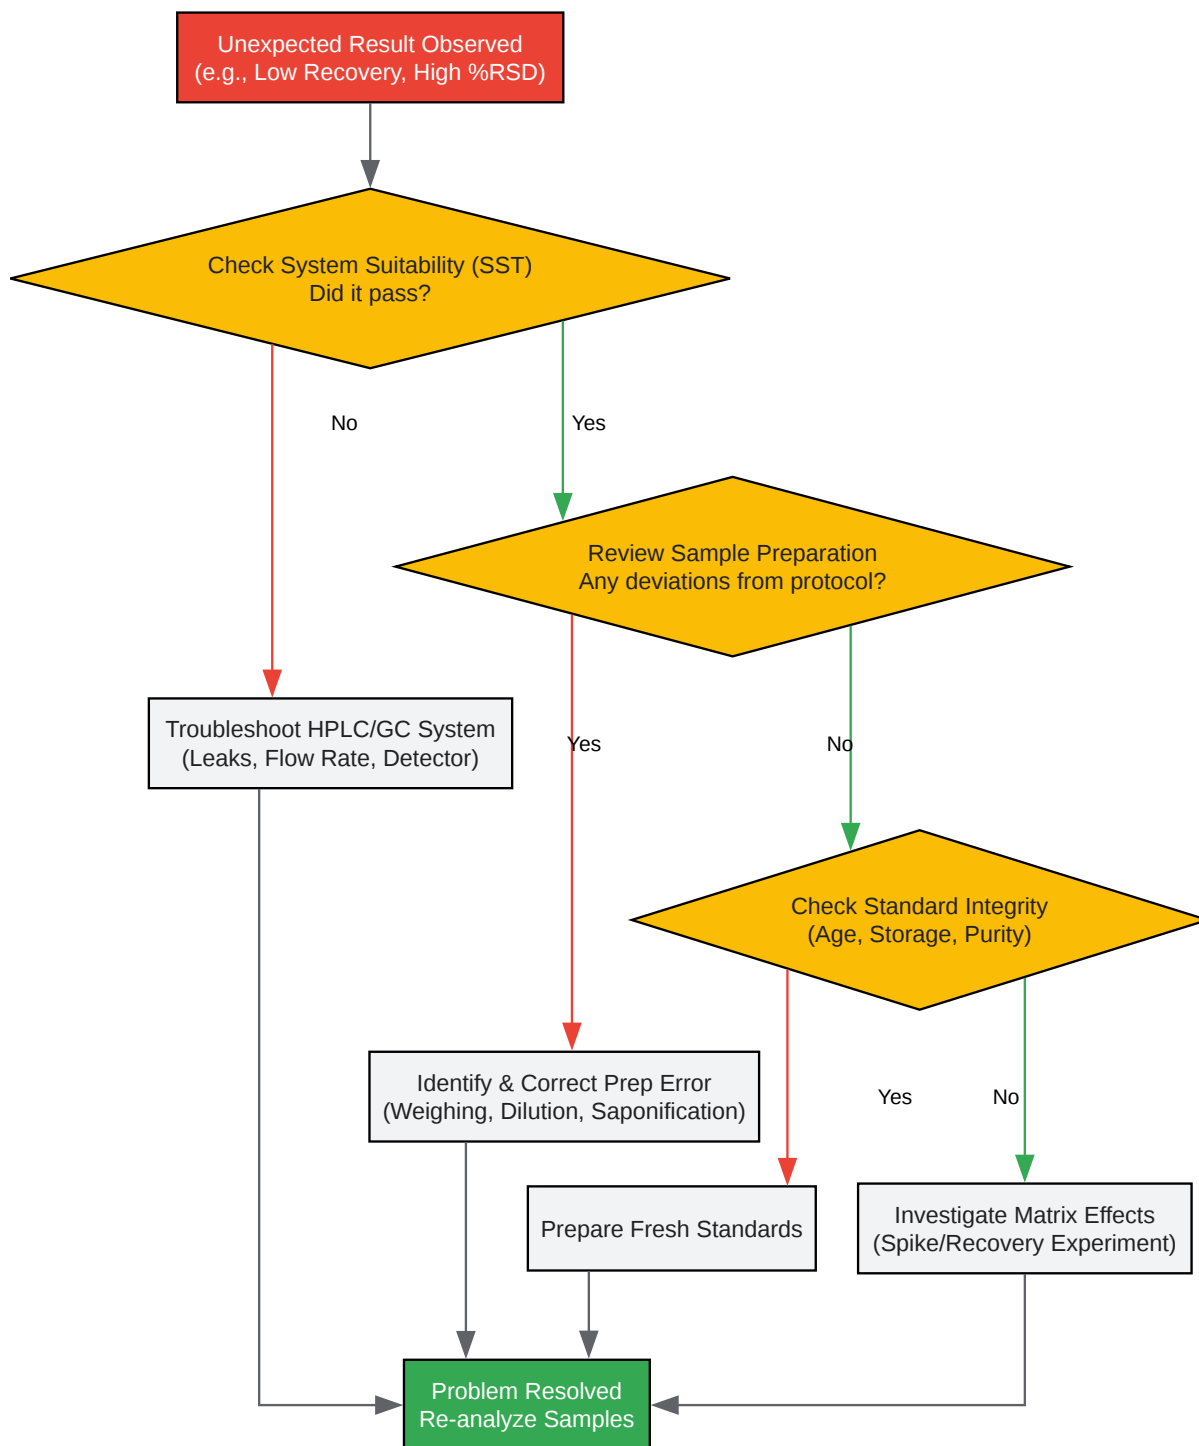 Unexpected Result Observed
(e.g., Low Recovery, High %RSD)
Check System Suitability (SST)
Did it pass?
No
Yes
Review Sample Preparation
Any deviations from protocol?
Troubleshoot HPLC/GC System
(Leaks, Flow Rate, Detector)
Yes
No
Check Standard Integrity
(Age, Storage, Purity)
Identify & Correct Prep Error
(Weighing, Dilution, Saponification)
Yes
No
Prepare Fresh Standards
Investigate Matrix Effects
(Spike/Recovery Experiment)
Problem Resolved
Re-analyze Samples